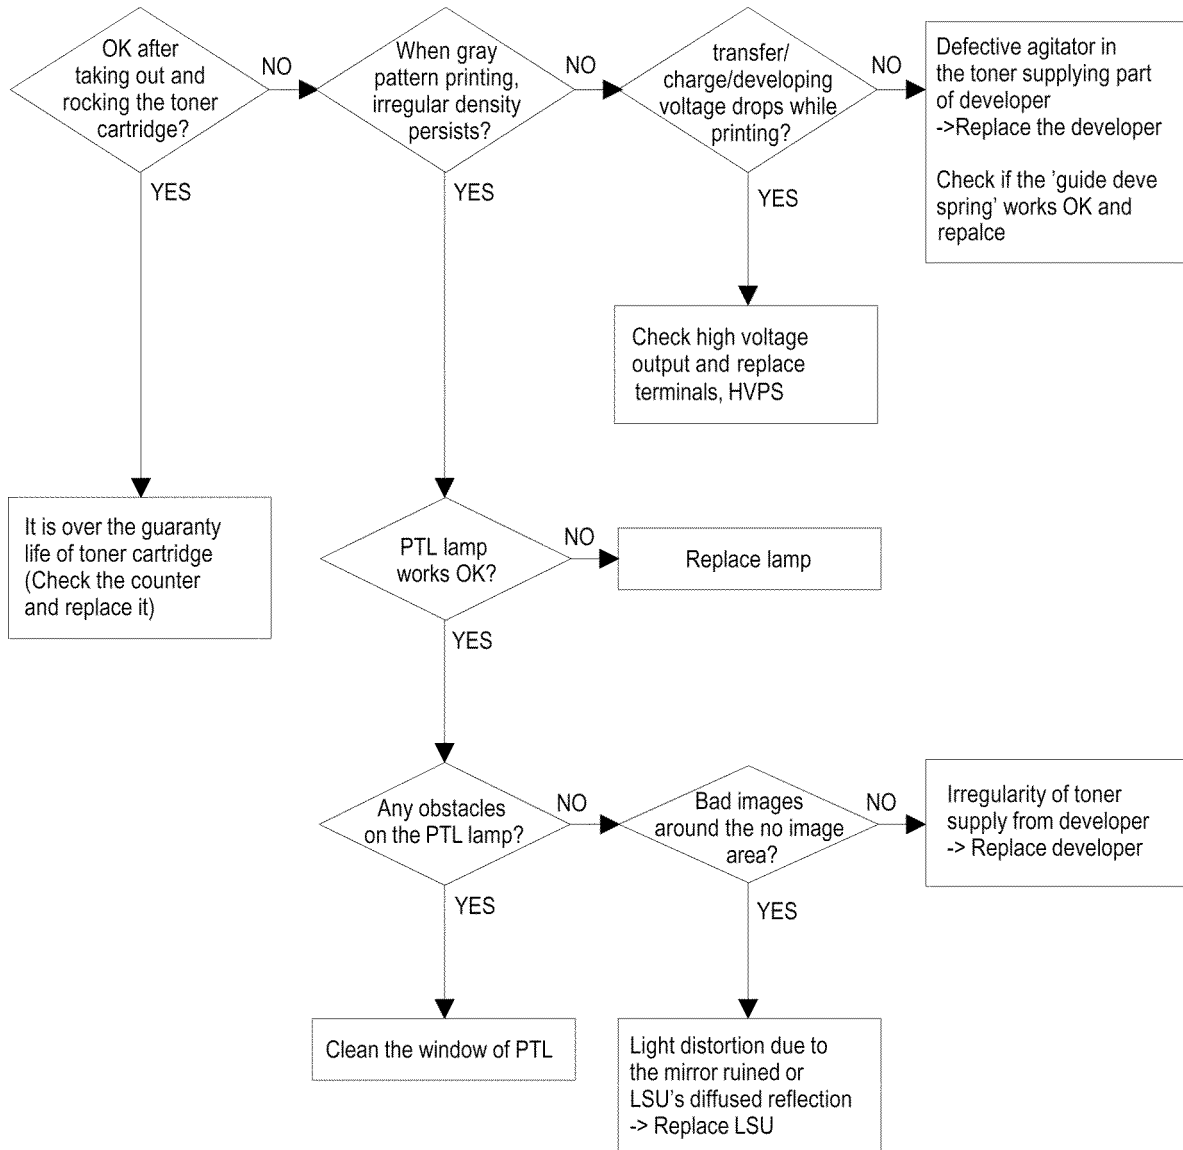 OK after
taking out and
rocking the toner
cartridge?
NO
YES
When gray
pattern printing,
irregular density
persists?
NO
YES
transfer/
charge/developing
voltage drops while
printing?
NO
YES
Defective agitator in
the toner supplying part
of developer
->Replace the developer
Check if the 'guide deve
spring' works OK and
repalce
Check high voltage
output and replace
terminals, HVPS
It is over the guaranty
life of toner cartridge
(Check the counter
and replace it)
PTL lamp
works OK?
NO
YES
Replace lamp
Any obstacles
on the PTL lamp?
NO
YES
Bad images
around the no image
area?
NO
YES
Irregularity of toner
supply from developer
-> Replace developer
Clean the window of PTL
Light distortion due to
the mirror ruined or
LSU's diffused reflection
-> Replace LSU